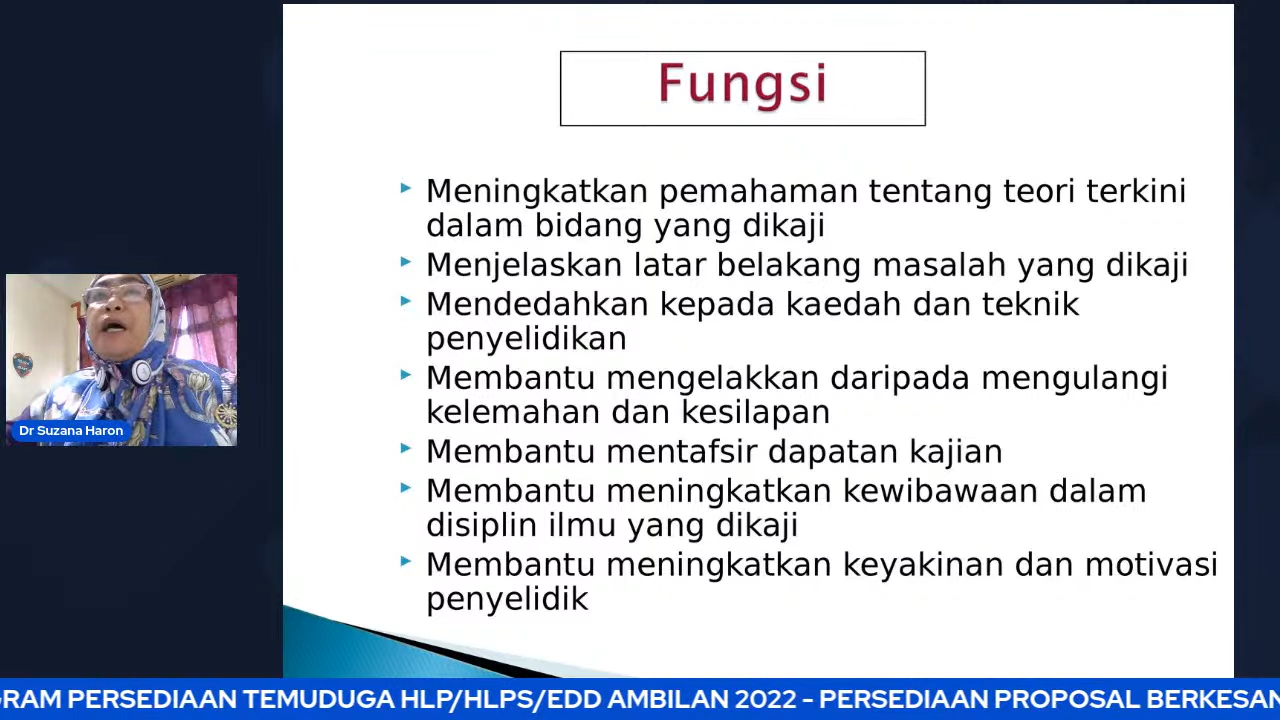 Fungsi
Meningkatkan pemahaman tentang teori terkini
dalam bidang yang dikaji
Menjelaskan latar belakang masalah yang dikaji
Mendedahkan kepada kaedah dan teknik
penyelidikan
Membantu mengelakkan daripada mengulangi
kelemahan dan kesilapan
Membantu mentafsir dapatan kajian
Membantu meningkatkan kewibawaan dalam
disiplin ilmu yang dikaji
Membantu meningkatkan keyakinan dan motivasi
penyelidik
Dr Suzana Haron
GRAM PERSEDIAAN TEMUDUGA HLP/HLPS/EDD AMBILAN 2022 - PERSEDIAAN PROPOSAL BERKESAN